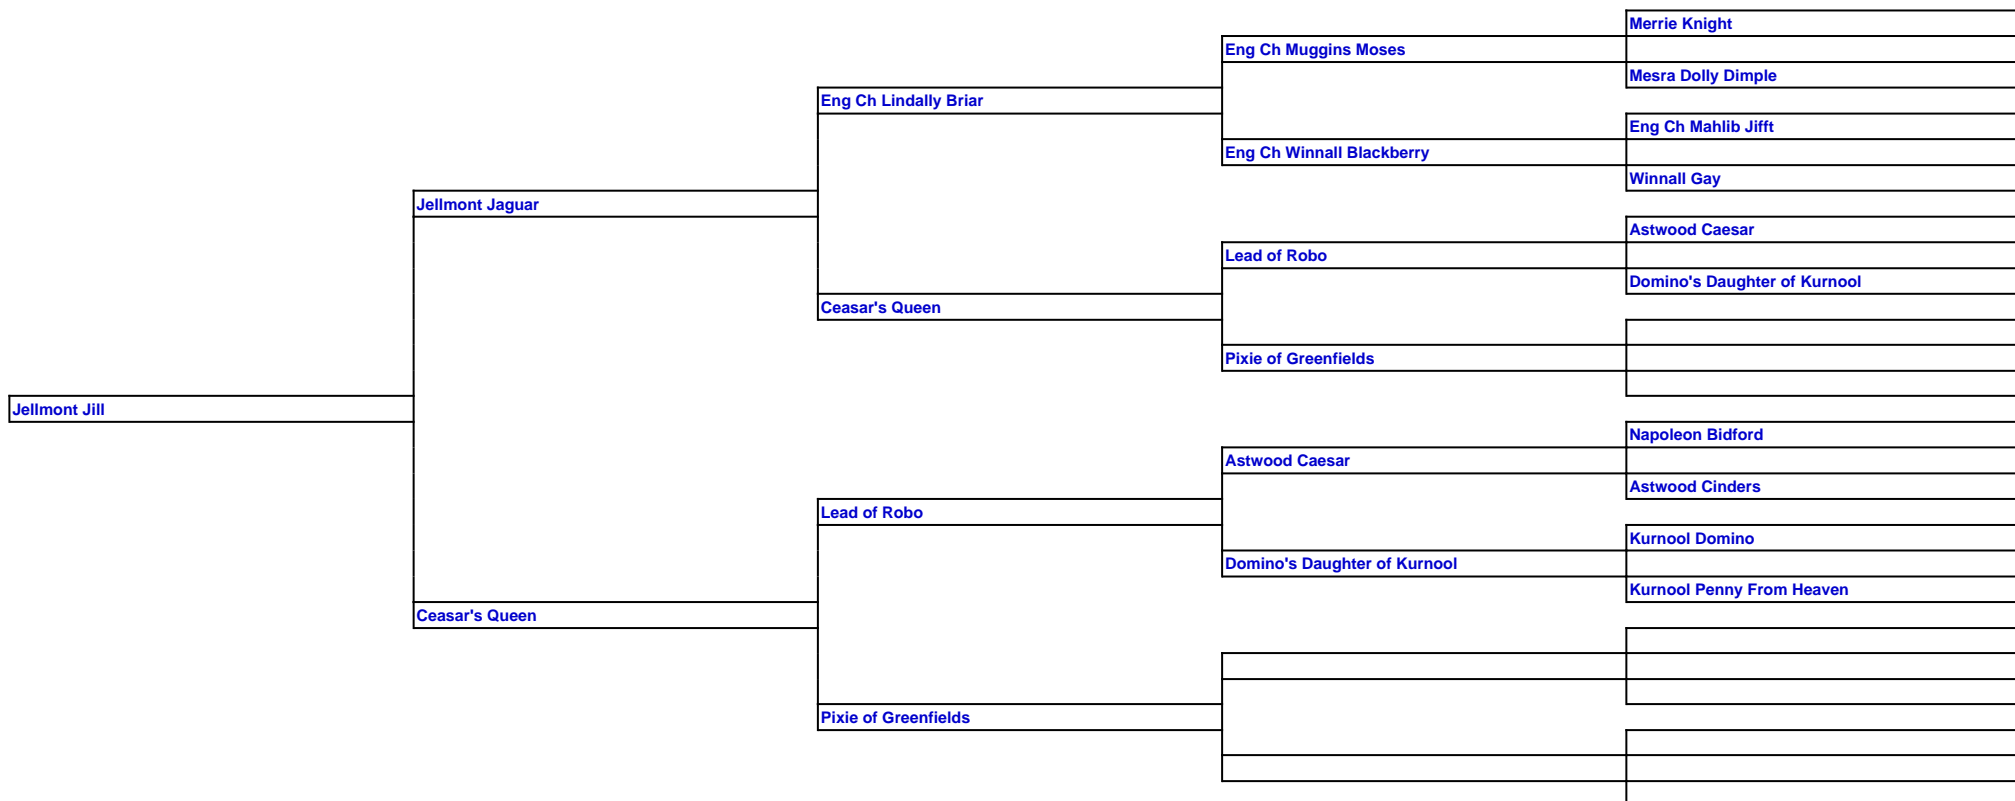 Merrie Knight
Eng Ch Muggins Moses
Mesra Dolly Dimple
Eng Ch Lindally Briar
Eng Ch Mahlib Jifft
Eng Ch Winnall Blackberry
Winnall Gay
Jellmont Jaguar
Astwood Caesar
Lead of Robo
Domino's Daughter of Kurnool
Ceasar's Queen
Pixie of Greenfields
Jellmont Jill
Napoleon Bidford
Astwood Caesar
Astwood Cinders
Lead of Robo
Kurnool Domino
Domino's Daughter of Kurnool
Kurnool Penny From Heaven
Ceasar's Queen
Pixie of Greenfields